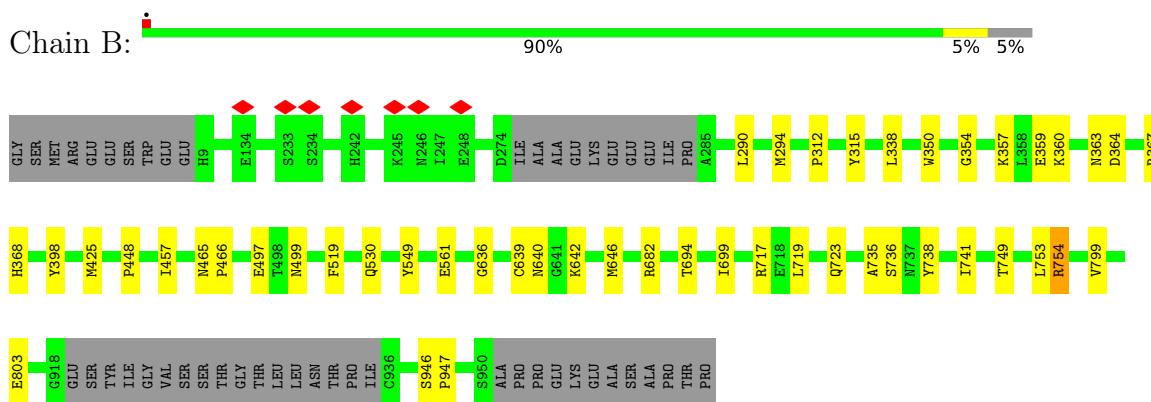 Chain B:
90% 5% 5%
GLY SER MET ARG GLU GLU SER TRP GLU GLU H9 E134 S233 S234 H242 K245 N246 I247 E248 D274 ILE ALA ALA GLU LYS GLU GLU GLU ILE PRO A285 L290 M294 P312 Y315 L338 W350 G354 K357 L358 E359 K360 N363 D364
H368 Y398 M425 P448 I457 N465 P466 E497 T498 N499 F519 Q530 Y549 E561 G636 C639 N640 G641 K642 M646 R682 T694 I699 R717 E718 L719 Q723 A735 S736 N737 Y738 I741 T749 L753 R754 V799
E803 G918 GLU SER TYR ILE GLY VAL SER SER THR GLY THR LEU LEU ASN THR PRO ILE C936 S946 P947 S950 ALA PRO PRO GLU LYS GLU ALA SER ALA PRO THR PRO